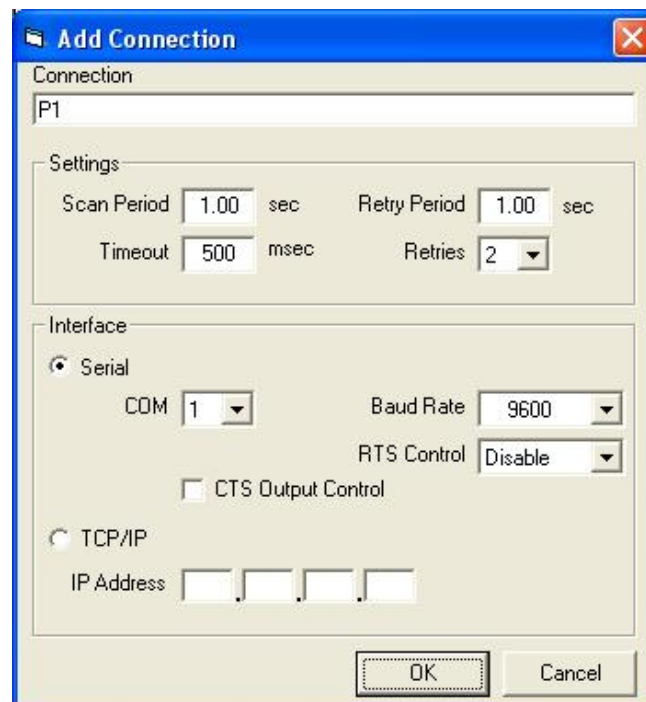 Add Connection
Connection
P1
Settings
Scan Period 1.00 sec Retry Period 1.00 sec
Timeout 500 msec Retries 2
Interface
Serial
COM 1 Baud Rate 9600
RTS Control Disable
CTS Output Control
TCP/IP
IP Address . . .
OK Cancel